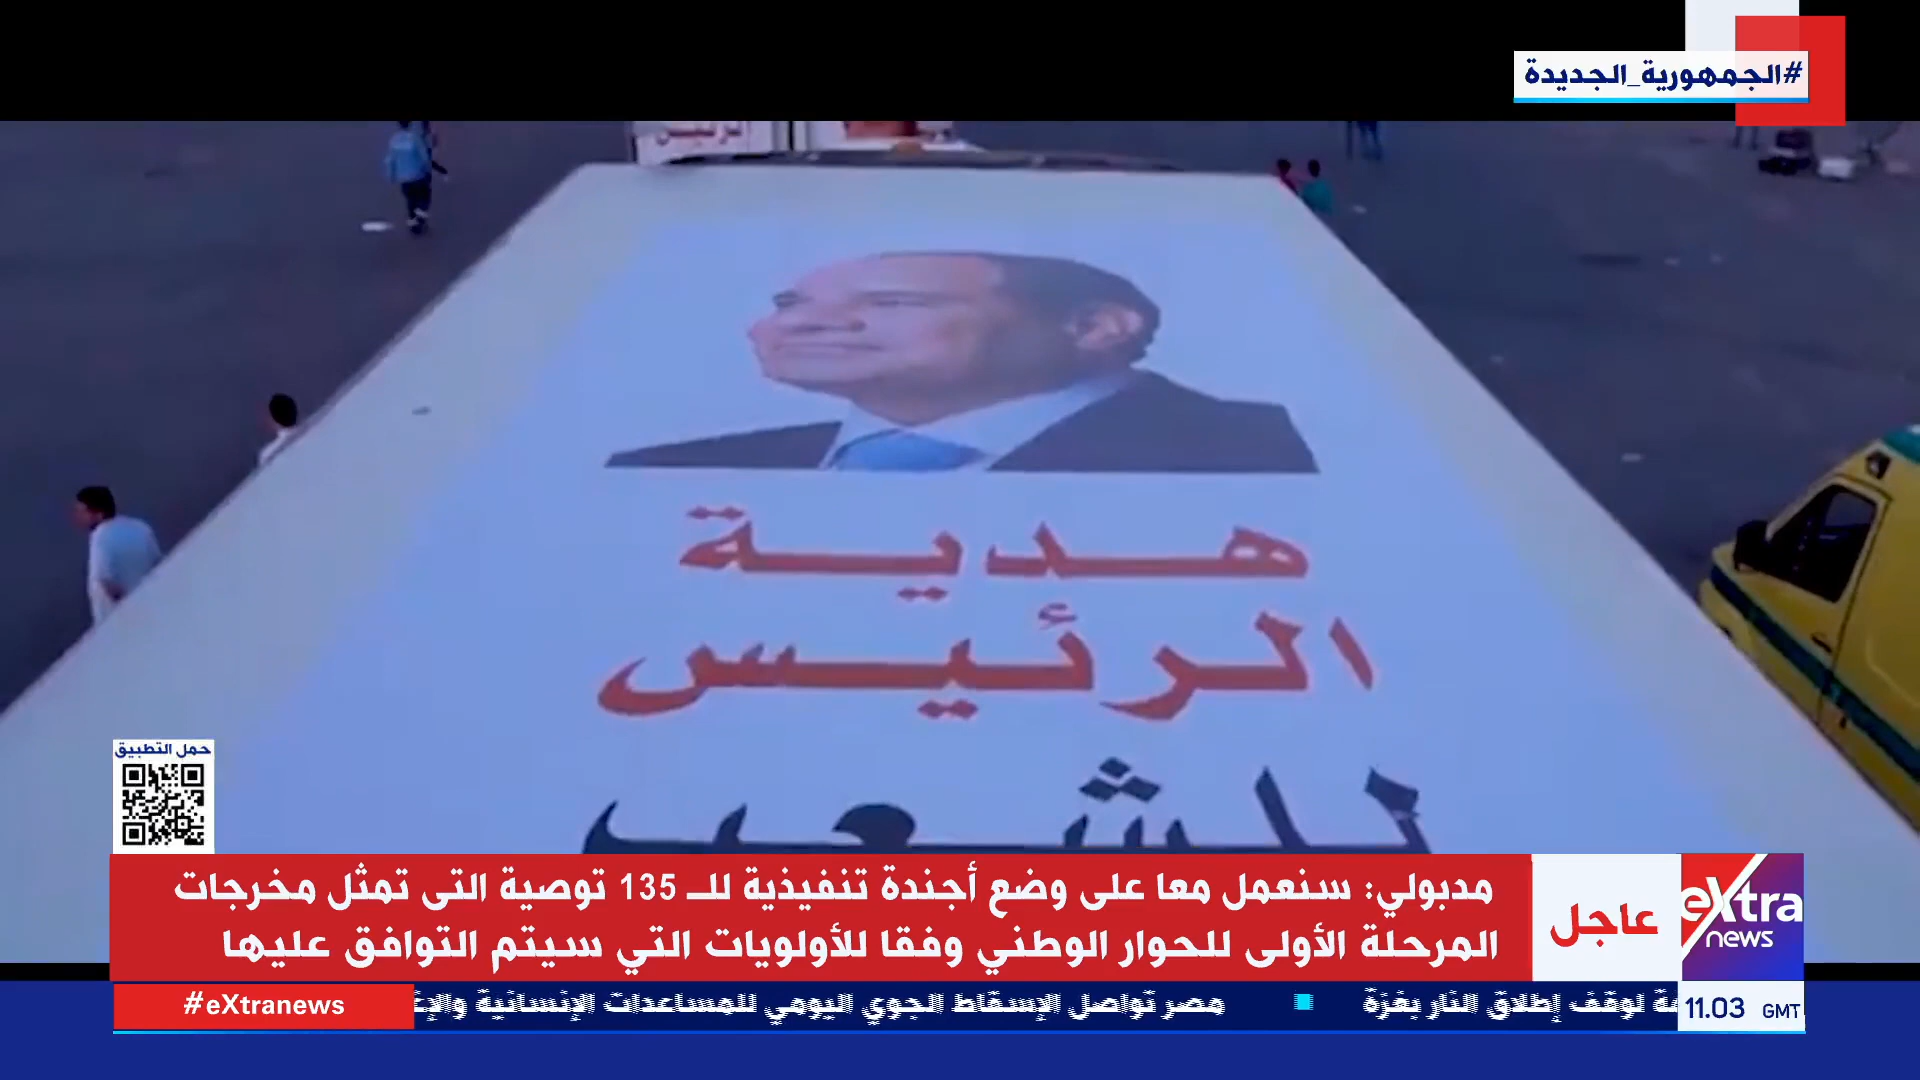 #الجمهورية_الجديدة
الرئيس
هدية
الرئيس
للشعب
حمل التطبيق
مدبولي: سنعمل معا على وضع أجندة تنفيذية للـ 135 توصية التى تمثل مخرجات
المرحلة الأولى للحوار الوطني وفقا للأولويات التي سيتم التوافق عليها
عاجل
eXtra
news
#eXtranews
لوقف إطلاق النار بغزة ■ مصر تواصل الإسقاط الجوي اليومي للمساعدات الإنسانية
11.03 GMT